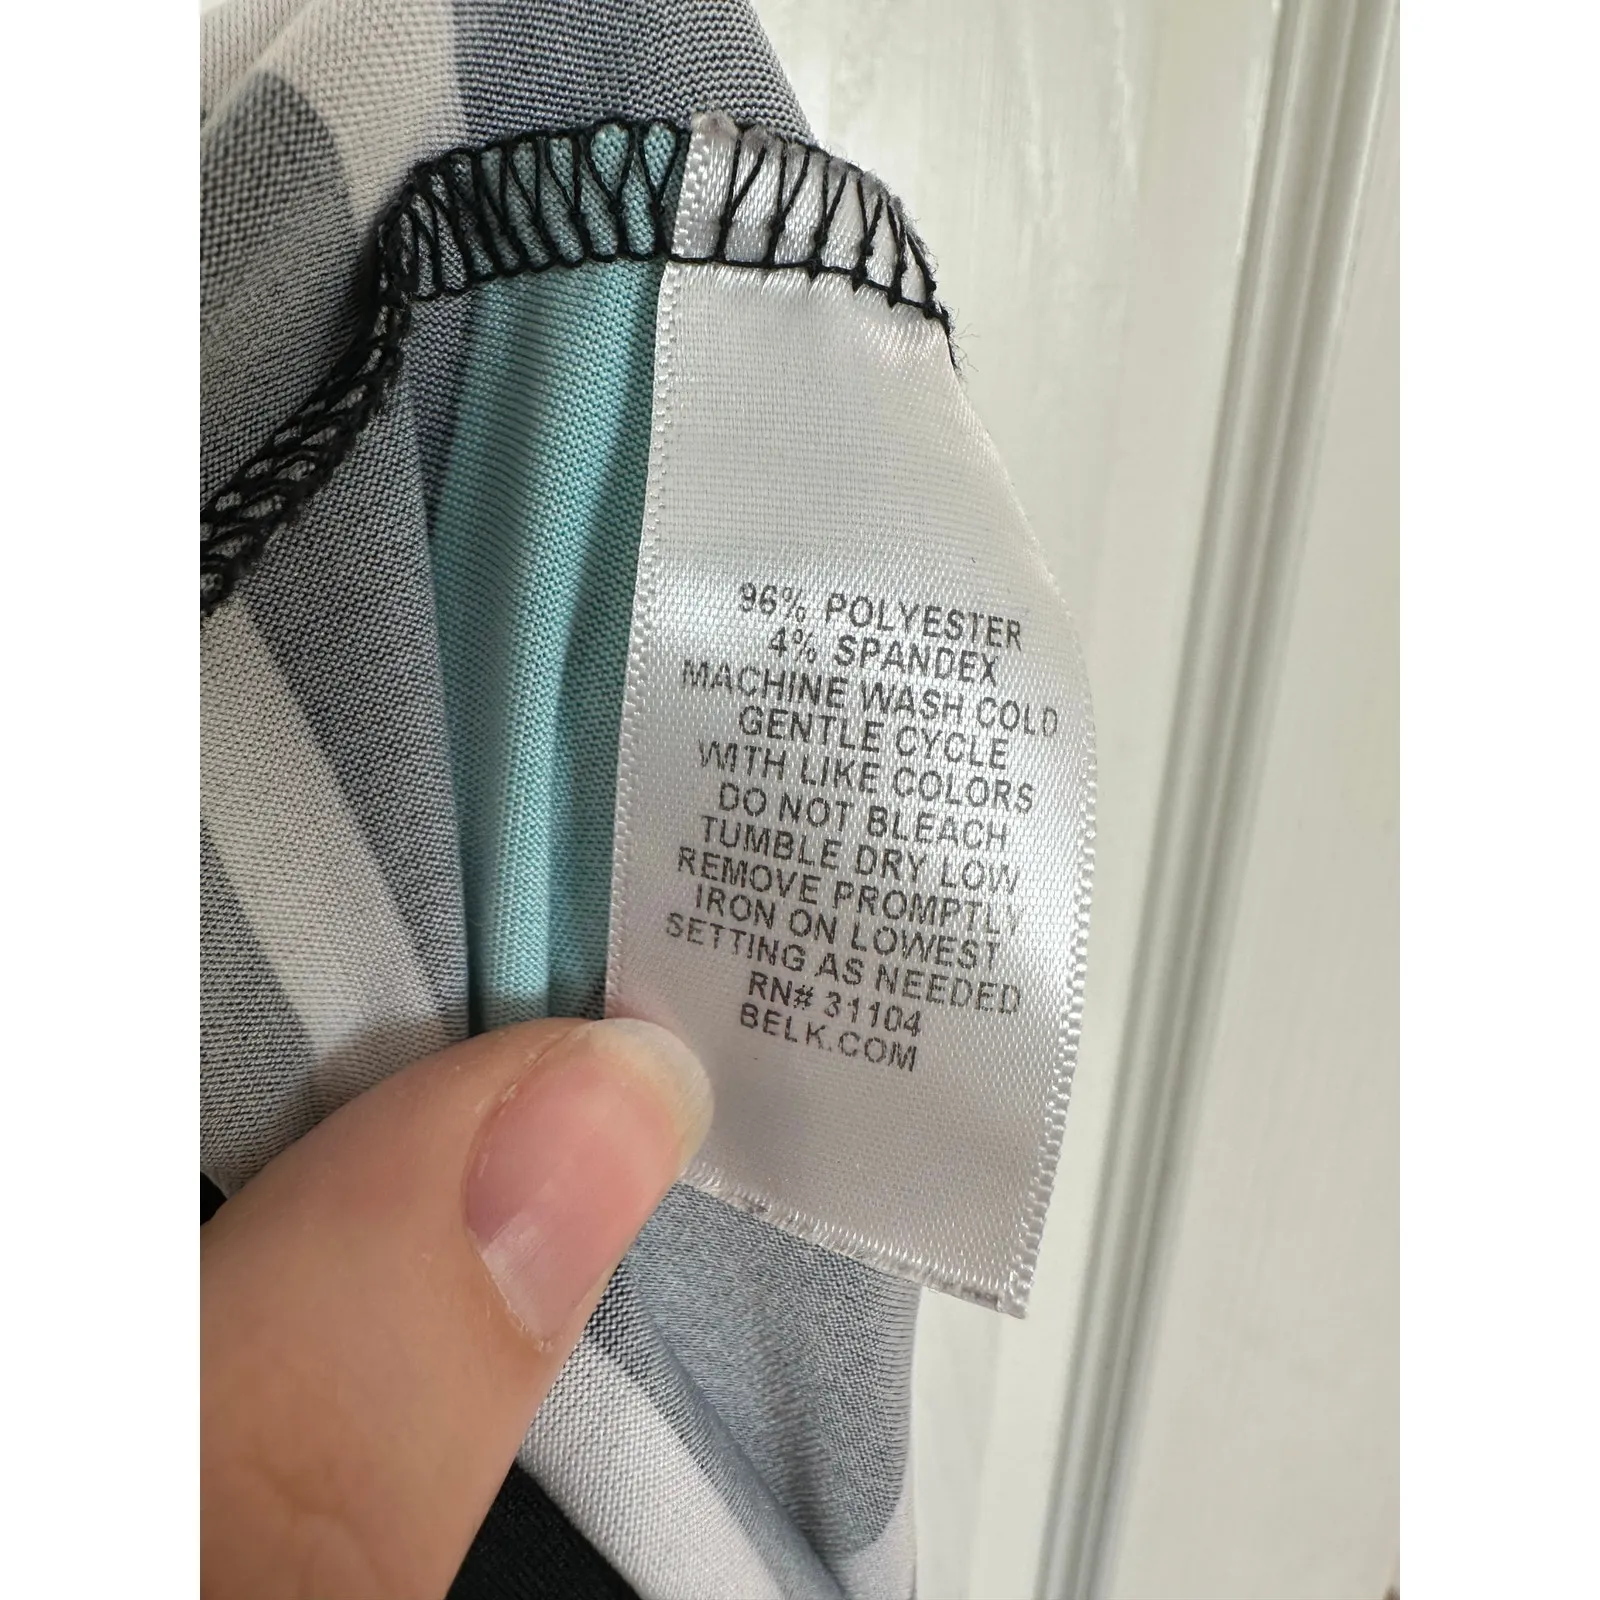 96% POLYESTER
4% SPANDEX
MACHINE WASH COLD
GENTLE CYCLE
WITH LIKE COLORS
DO NOT BLEACH
TUMBLE DRY LOW
REMOVE PROMPTLY
IRON ON LOWEST
SETTING AS NEEDED
RN# 31104
BELK.COM